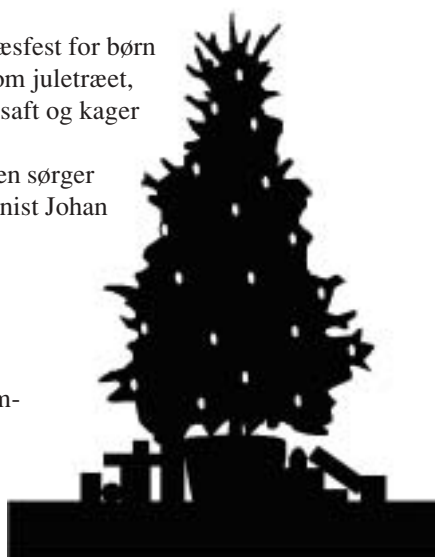 æsfest for børn
om juletræet,
saft og kager
en sørger
nist Johan
m-